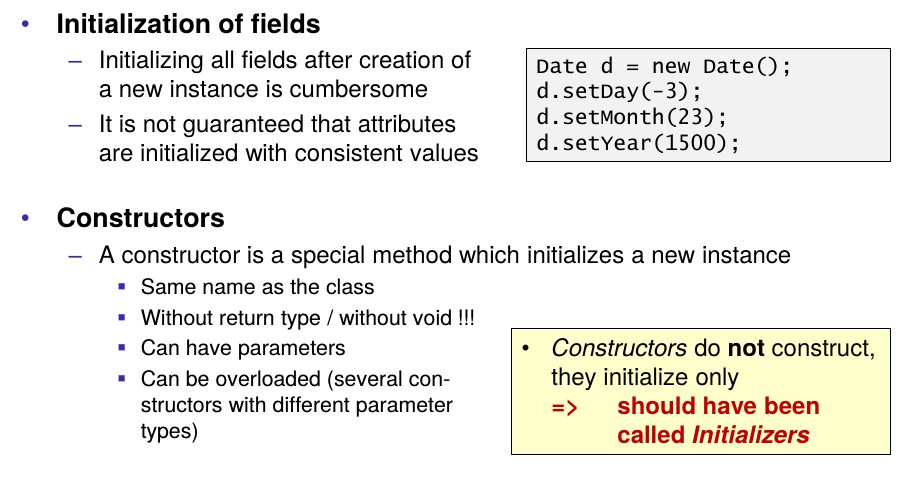 • Initialization of fields
– Initializing all fields after creation of
a new instance is cumbersome
– It is not guaranteed that attributes
are initialized with consistent values
Date d = new Date();
d.setDay(-3);
d.setMonth(23);
d.setYear(1500);
• Constructors
– A constructor is a special method which initializes a new instance
▪ Same name as the class
▪ Without return type / without void !!!
▪ Can have parameters
▪ Can be overloaded (several con-
structors with different parameter
types)
• Constructors do not construct,
they initialize only
=> should have been
called Initializers